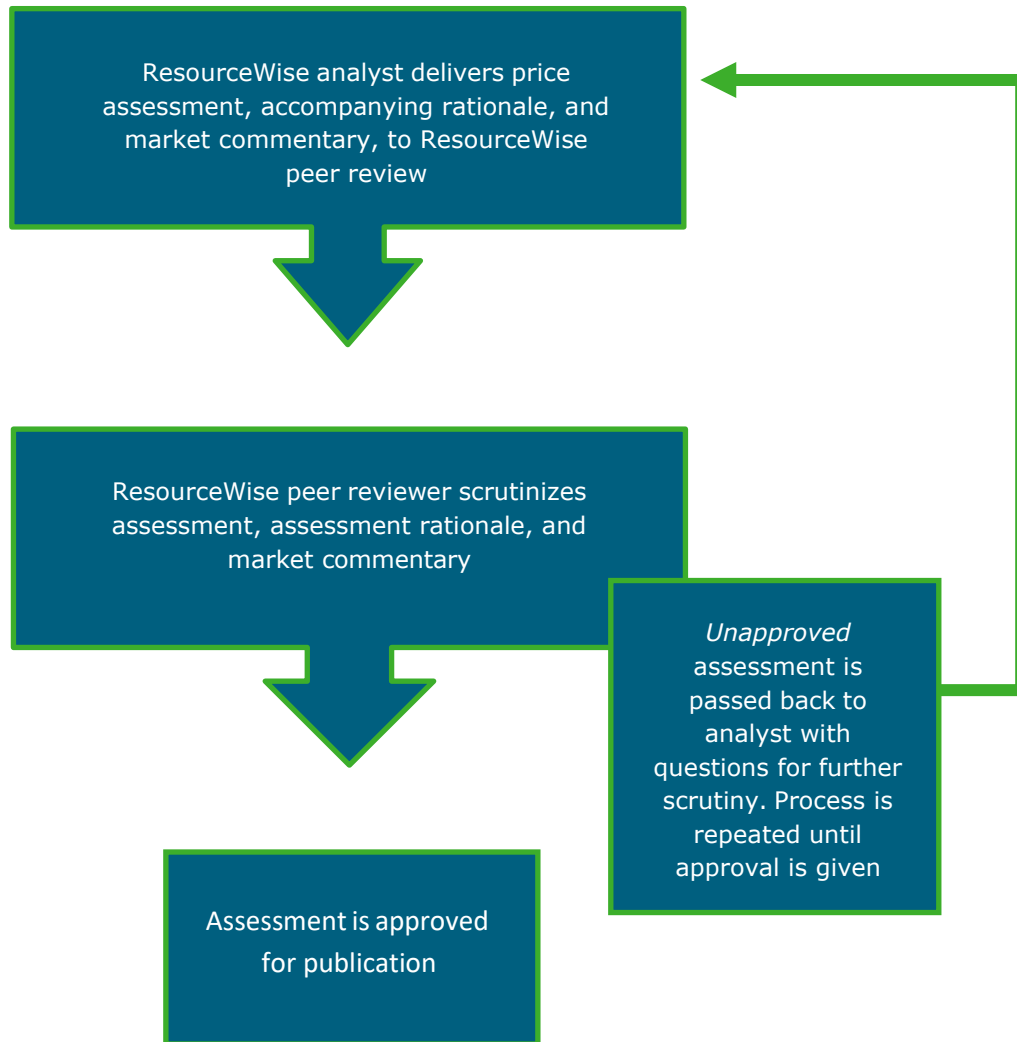 ResourceWise analyst delivers price
assessment, accompanying rationale, and
market commentary, to ResourceWise
peer review
ResourceWise peer reviewer scrutinizes
assessment, assessment rationale, and
market commentary
Unapproved
assessment is
passed back to
analyst with
questions for further
scrutiny. Process is
repeated until
approval is given
Assessment is approved
for publication